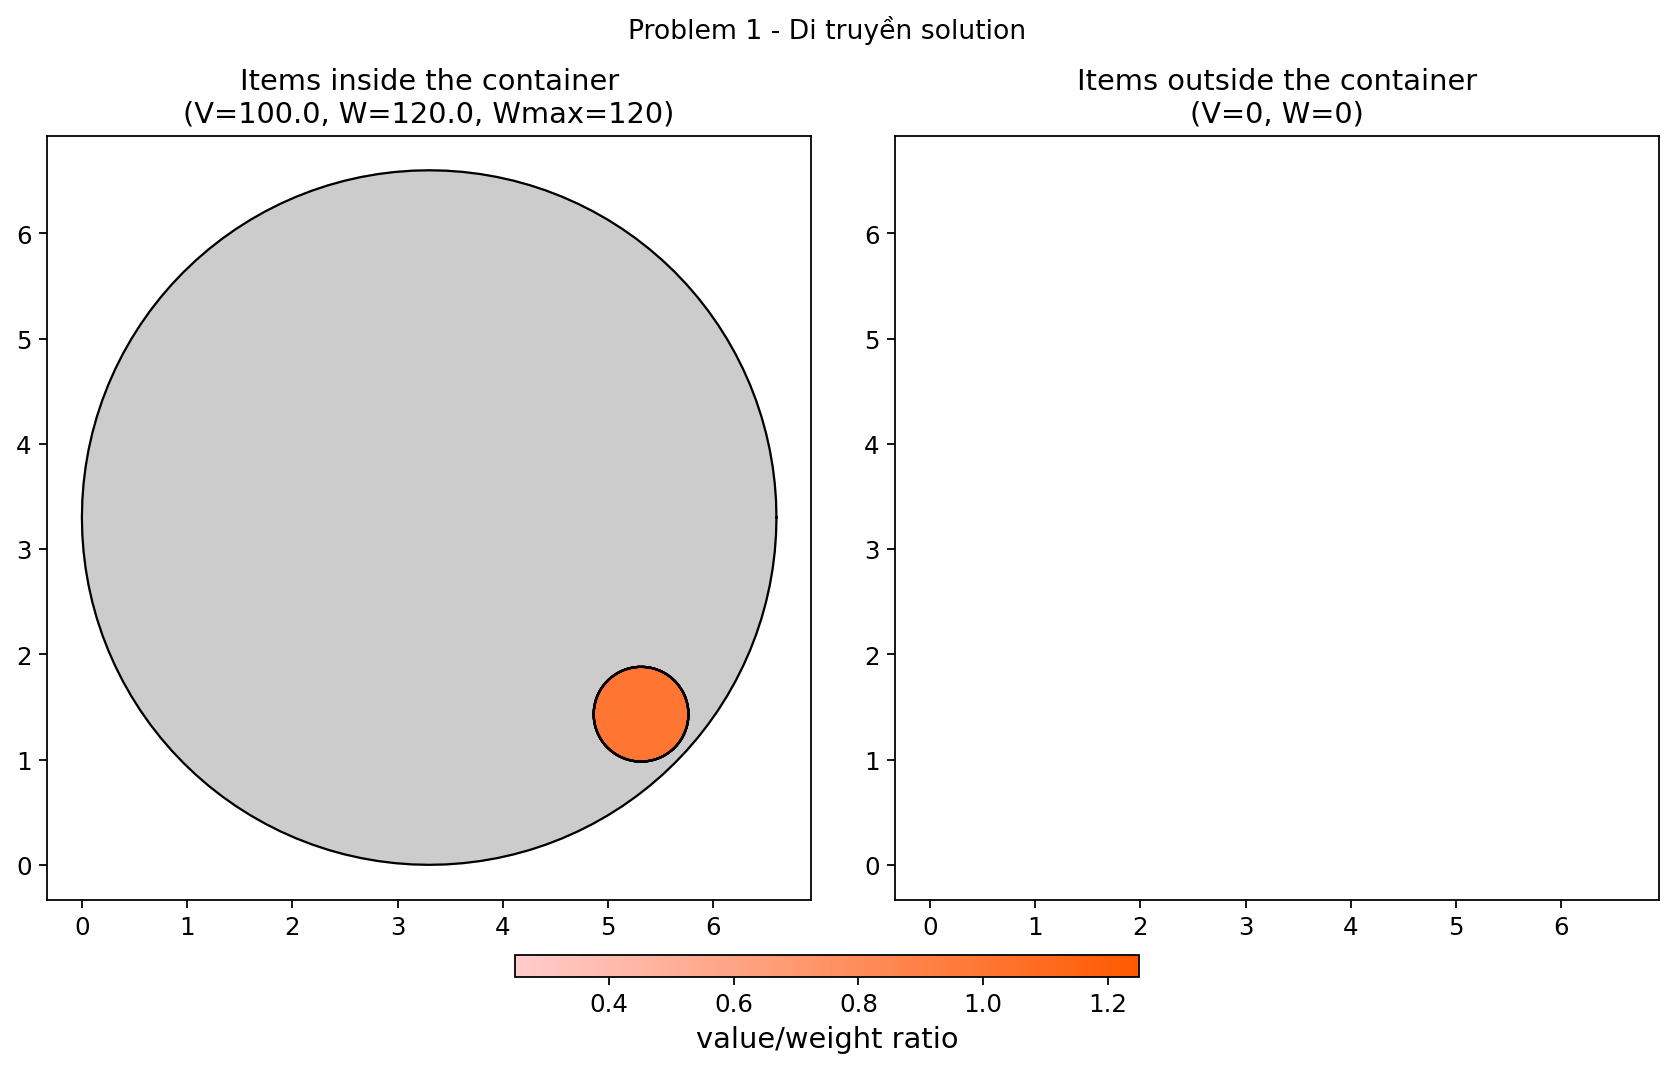 Problem 1 - Di truyền solution
Items inside the container
(V=100.0, W=120.0, Wmax=120)
6
5
4
3
2
1
0
0 1 2 3 4 5 6
Items outside the container
(V=0, W=0)
6
5
4
3
2
1
0
0 1 2 3 4 5 6
0.4 0.6 0.8 1.0 1.2
value/weight ratio